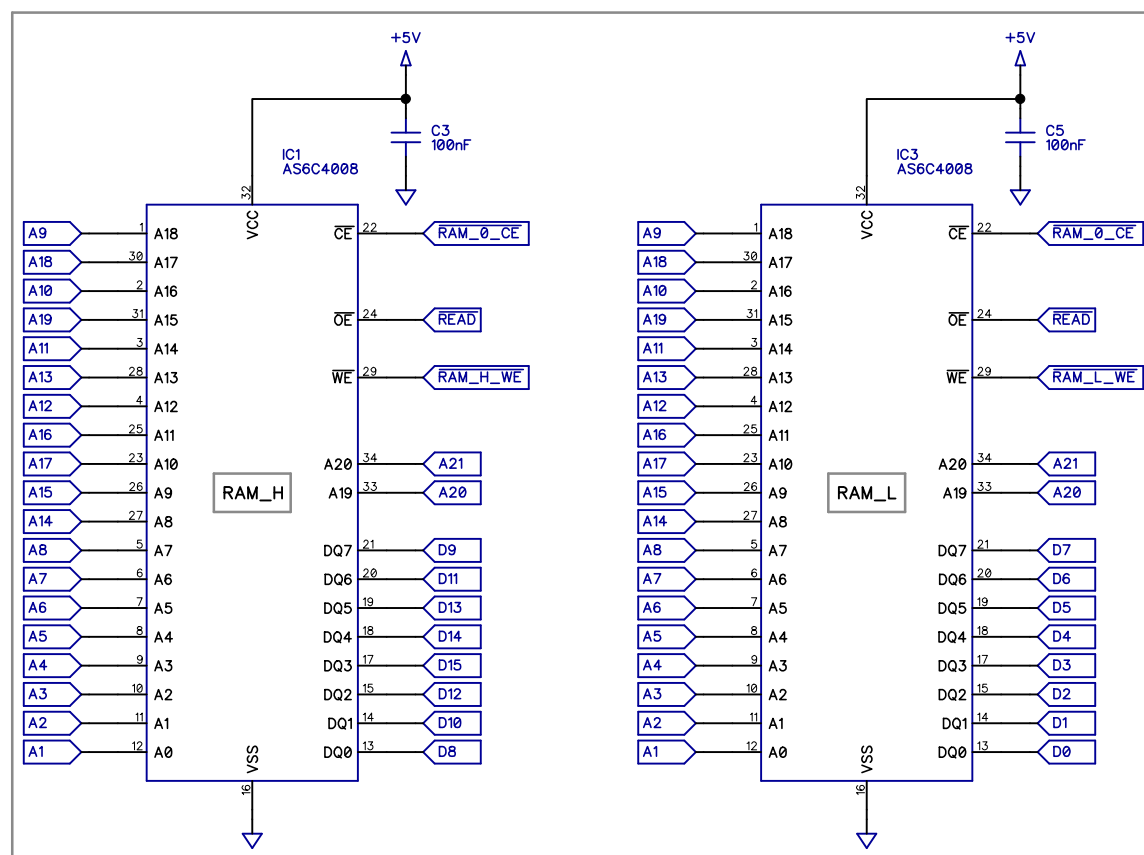 +5V
C3
100nF
IC1
AS6C4008
32
VCC
A9 1 A18
A18 30 A17
A10 2 A16
A19 31 A15
A11 3 A14
A13 28 A13
A12 4 A12
A16 25 A11
A17 23 A10
A15 26 A9
A14 27 A8
A8 5 A7
A7 6 A6
A6 7 A5
A5 8 A4
A4 9 A3
A3 10 A2
A2 11 A1
A1 12 A0
RAM_H
CE 22 RAM_0_CE
OE 24 READ
WE 29 RAM_H_WE
A20 34 A21
A19 33 A20
DQ7 21 D9
DQ6 20 D11
DQ5 19 D13
DQ4 18 D14
DQ3 17 D15
DQ2 15 D12
DQ1 14 D10
DQ0 13 D8
VSS
16
+5V
C5
100nF
IC3
AS6C4008
32
VCC
A9 1 A18
A18 30 A17
A10 2 A16
A19 31 A15
A11 3 A14
A13 28 A13
A12 4 A12
A16 25 A11
A17 23 A10
A15 26 A9
A14 27 A8
A8 5 A7
A7 6 A6
A6 7 A5
A5 8 A4
A4 9 A3
A3 10 A2
A2 11 A1
A1 12 A0
RAM_L
CE 22 RAM_0_CE
OE 24 READ
WE 29 RAM_L_WE
A20 34 A21
A19 33 A20
DQ7 21 D7
DQ6 20 D6
DQ5 19 D5
DQ4 18 D4
DQ3 17 D3
DQ2 15 D2
DQ1 14 D1
DQ0 13 D0
VSS
16